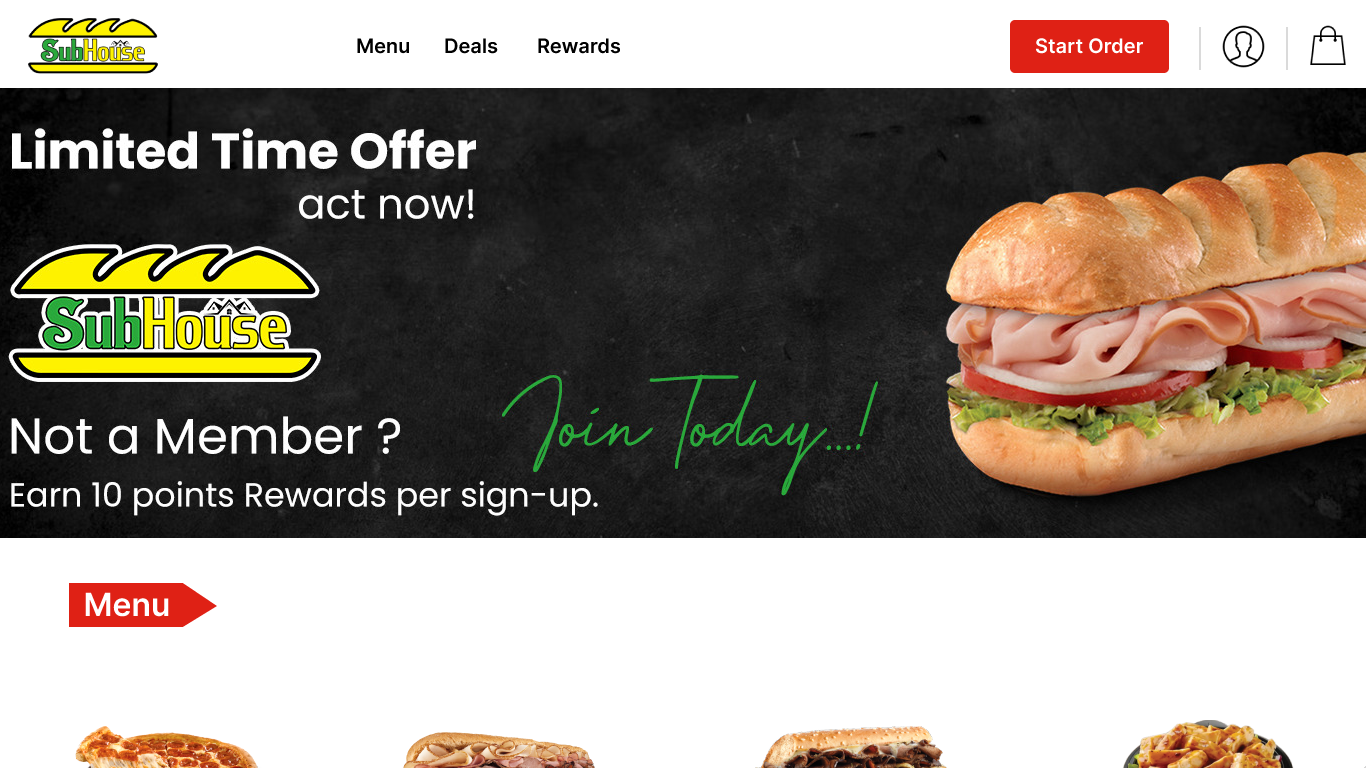 SubHouse
Menu
Deals
Rewards
Start Order
Limited Time Offer
act now!
SubHouse
Not a Member ?
Join Today...!
Earn 10 points Rewards per sign-up.
Menu